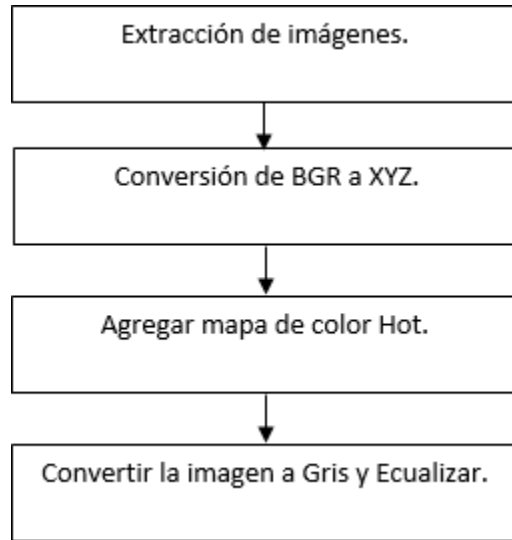 Extracción de imágenes.
Conversión de BGR a XYZ.
Agregar mapa de color Hot.
Convertir la imagen a Gris y Ecualizar.